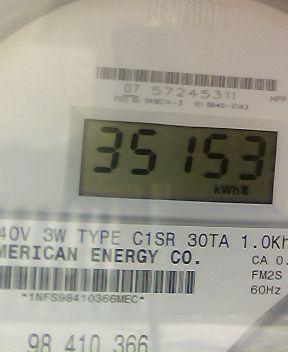 CENTRON
07 57245311
35153
kWh
40V 3W TYPE C1SR 30TA 1.0Kh
MERICAN ENERGY CO.
CA 0.
FM2S
60Hz
*1NFS98410366MEC*
98 410 366